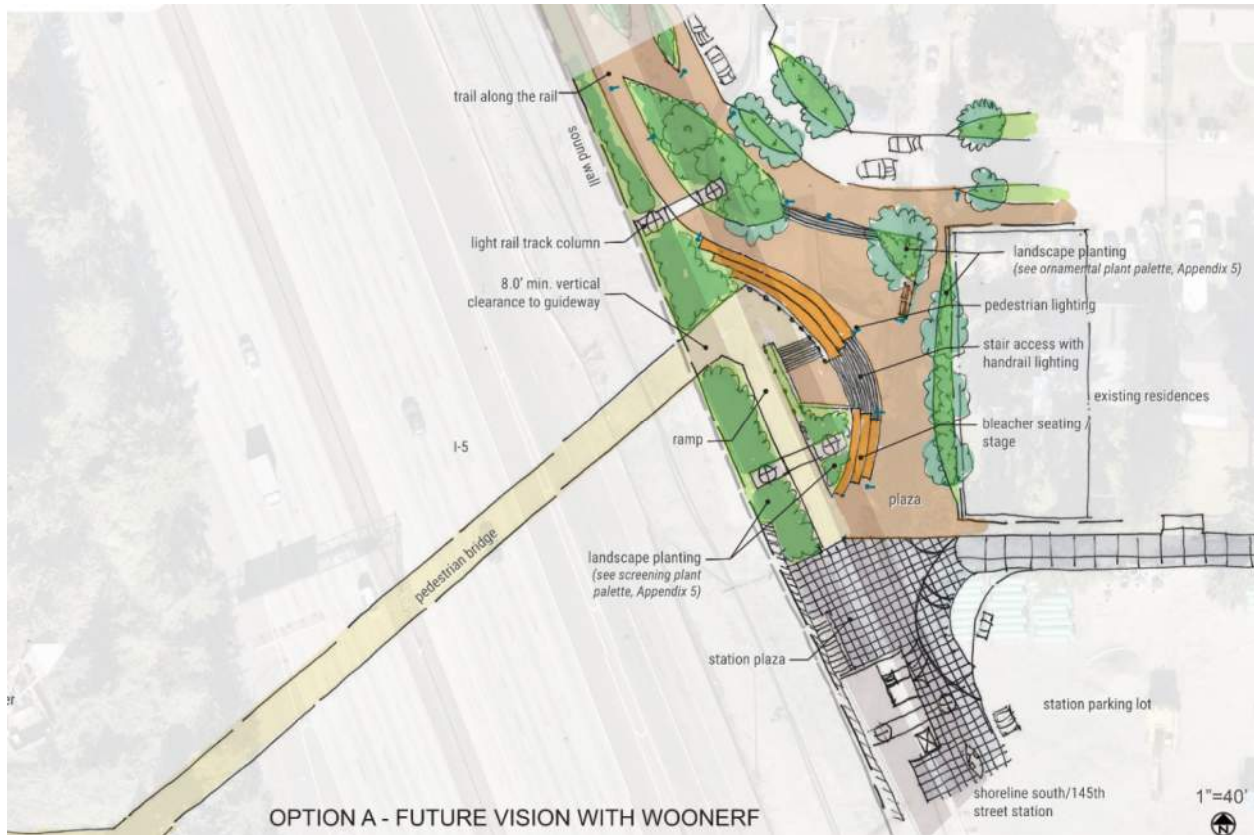 trail along the rail
sound wall
light rail track column
8.0' min. vertical
clearance to guideway
landscape planting
(see ornamental plant palette, Appendix 5)
pedestrian lighting
stair access with
handrail lighting
existing residences
I-5
ramp
bleacher seating /
stage
plaza
pedestrian bridge
landscape planting
(see screening plant
palette, Appendix 5)
station plaza
station parking lot
er
shoreline south/145th
street station
OPTION A - FUTURE VISION WITH WOONERF
1"=40'
N